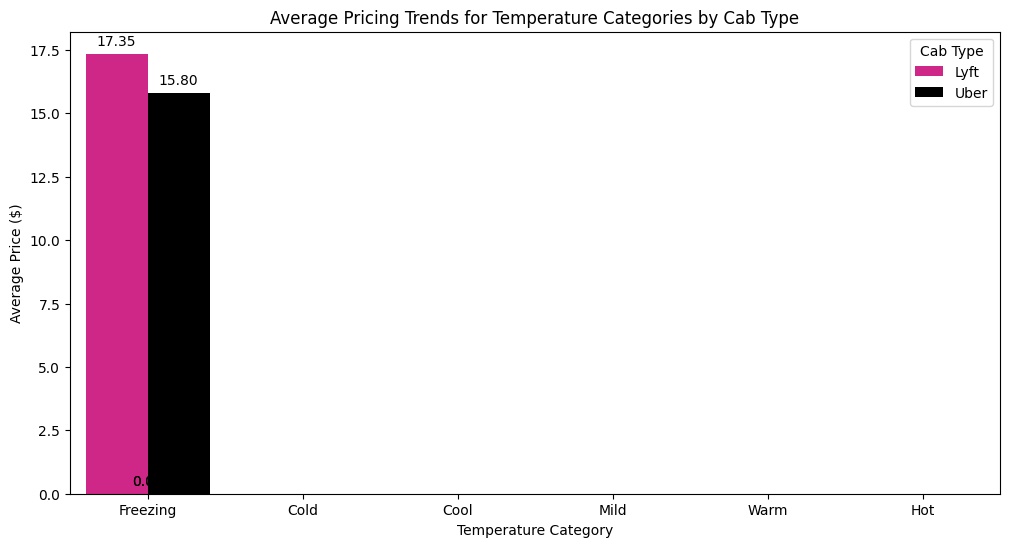 Average Pricing Trends for Temperature Categories by Cab Type
17.35
15.80
Cab Type
Lyft
Uber
Average Price ($)
17.5
15.0
12.5
10.0
7.5
5.0
2.5
0.0
Freezing
Cold
Cool
Mild
Warm
Hot
Temperature Category